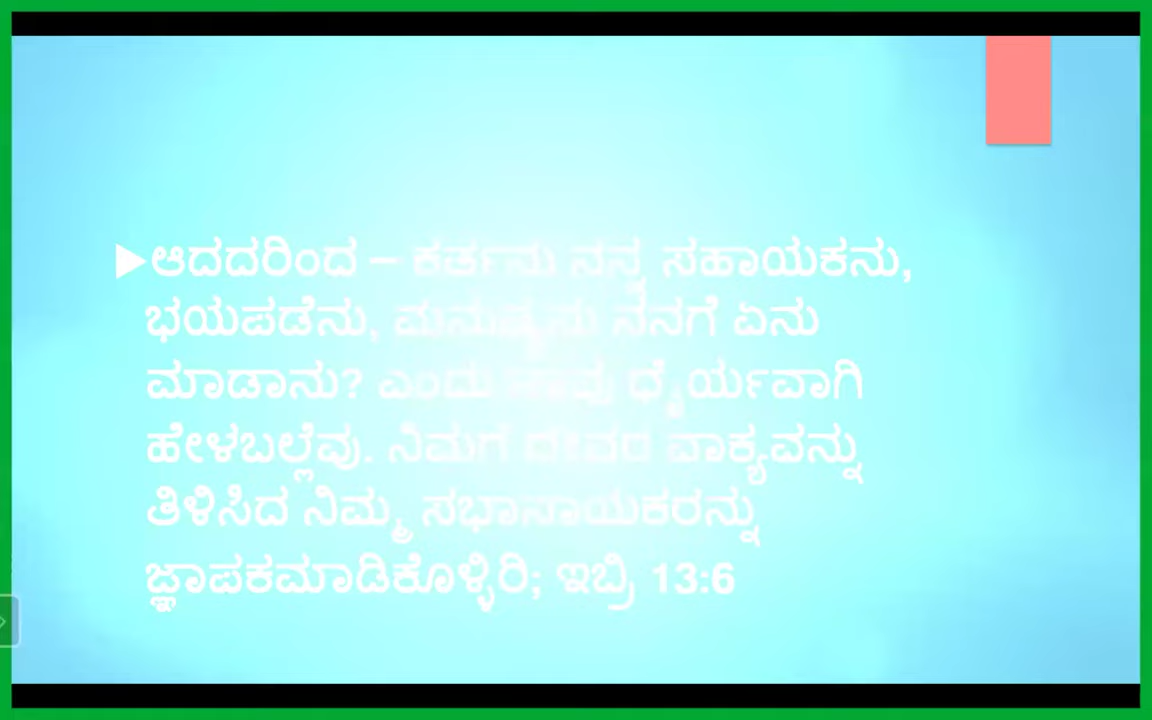 ▶ಆದದರಿಂದ – ಕರ್ತನು ನನ್ನ ಸಹಾಯಕನು,
ಭಯಪಡೆನು, ಮನುಷ್ಯನು ನನಗೆ ಏನು
ಮಾಡಾನು? ಎಂದು ನಾವು ಧೈರ್ಯವಾಗಿ
ಹೇಳಬಲ್ಲೆವು. ನಿಮಗೆ ದೇವರ ವಾಕ್ಯವನ್ನು
ತಿಳಿಸಿದ ನಿಮ್ಮ ಸಭಾನಾಯಕರನ್ನು
ಜ್ಞಾಪಕಮಾಡಿಕೊಳ್ಳಿರಿ; ಇಬ್ರಿ 13:6